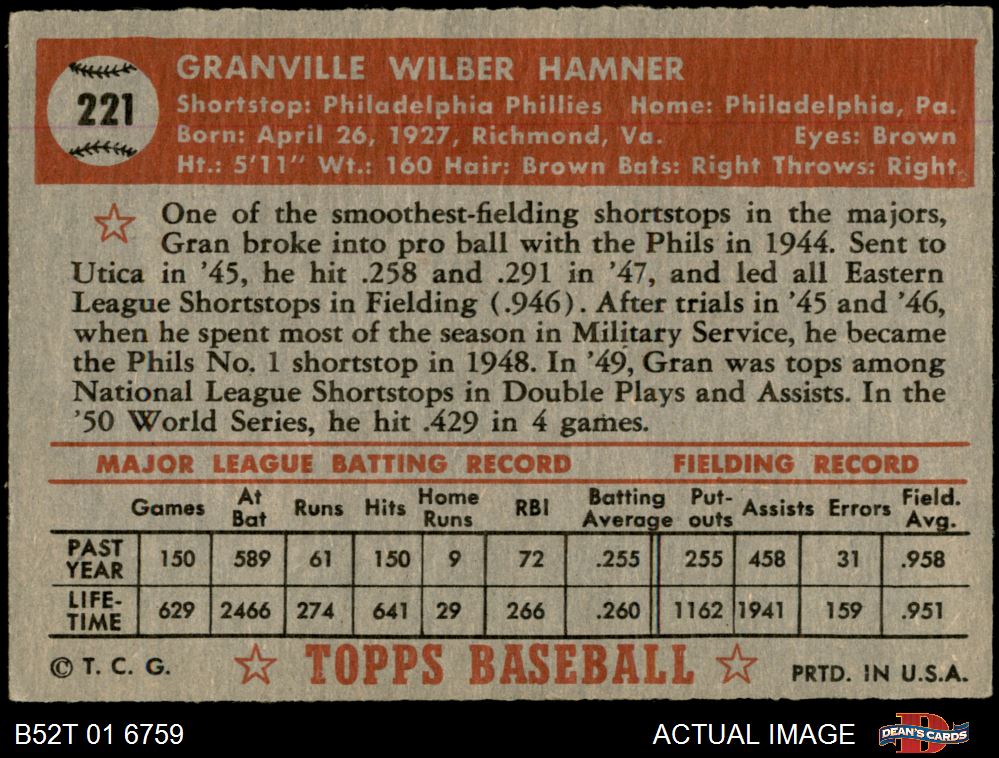 221
GRANVILLE WILBER HAMNER
Shortstop: Philadelphia Phillies Home: Philadelphia, Pa.
Born: April 26, 1927, Richmond, Va. Eyes: Brown
Ht.: 5'11" Wt.: 160 Hair: Brown Bats: Right Throws: Right
One of the smoothest-fielding shortstops in the majors,
Gran broke into pro ball with the Phils in 1944. Sent to
Utica in '45, he hit .258 and .291 in '47, and led all Eastern
League Shortstops in Fielding (.946). After trials in '45 and '46,
when he spent most of the season in Military Service, he became
the Phils No. 1 shortstop in 1948. In '49, Gran was tops among
National League Shortstops in Double Plays and Assists. In the
'50 World Series, he hit .429 in 4 games.
MAJOR LEAGUE BATTING RECORD FIELDING RECORD
Games At Bat Runs Hits Home Runs RBI Batting Average Put-outs Assists Errors Field. Avg.
PAST YEAR 150 589 61 150 9 72 .255 255 458 31 .958
LIFE-TIME 629 2466 274 641 29 266 .260 1162 1941 159 .951
© T. C. G. TOPPS BASEBALL PRTD. IN U.S.A.
B52T 01 6759 ACTUAL IMAGE DEAN'S CARDS